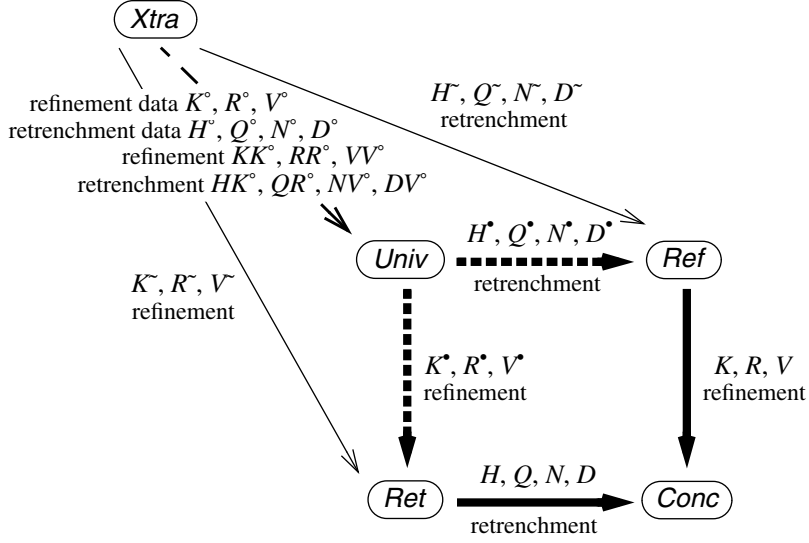 Xtra
H˜, Q˜, N˜, D˜
retrenchment
refinement data K°, R°, V°
retrenchment data H°, Q°, N°, D°
refinement KK°, RR°, VV°
retrenchment HK°, QR°, NV°, DV°
H•, Q•, N•, D•
Univ
Ref
retrenchment
K˜, R˜, V˜
refinement
K•, R•, V•
refinement
K, R, V
refinement
H, Q, N, D
Ret
Conc
retrenchment